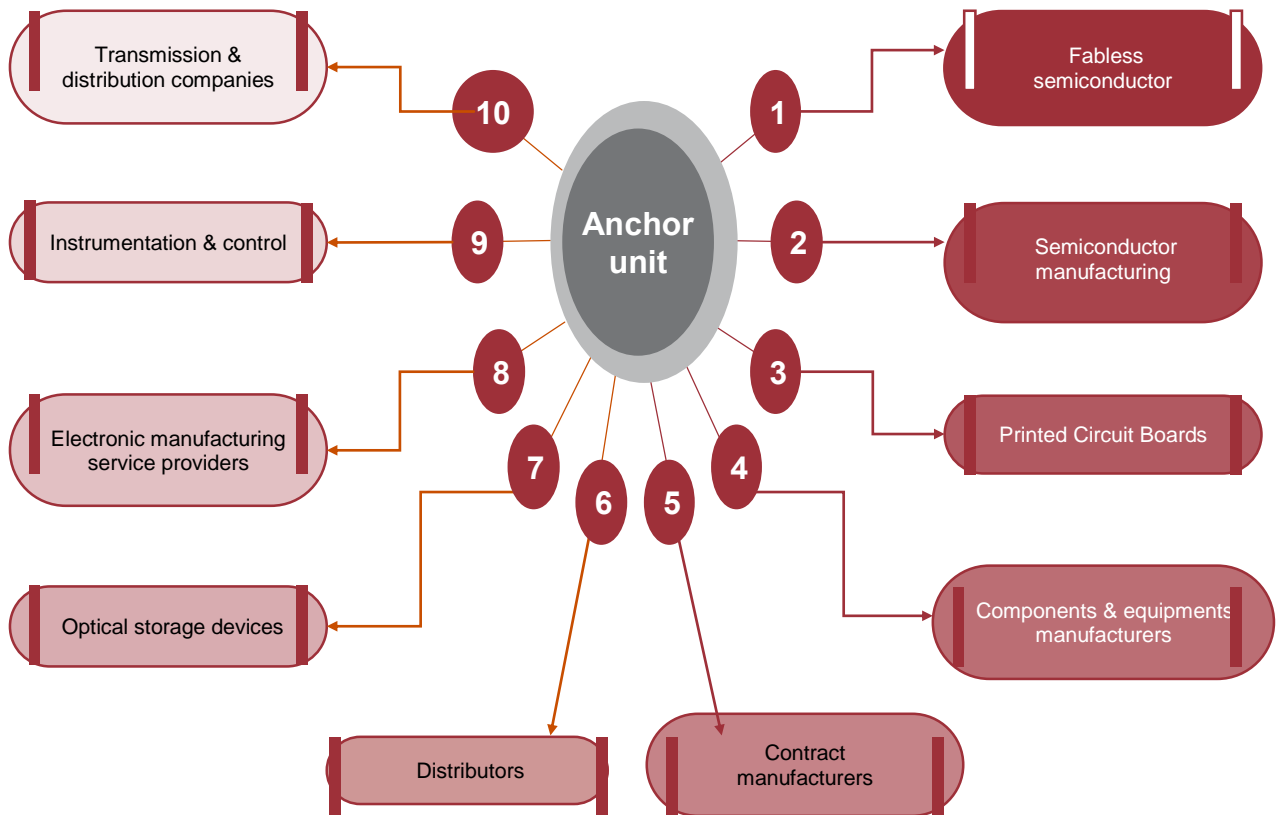 Transmission &
distribution companies
10
1
Fabless
semiconductor
Instrumentation & control
9
Anchor
unit
2
Semiconductor
manufacturing
Electronic manufacturing
service providers
8
3
Printed Circuit Boards
7
6
5
4
Optical storage devices
Components & equipments
manufacturers
Distributors
Contract
manufacturers